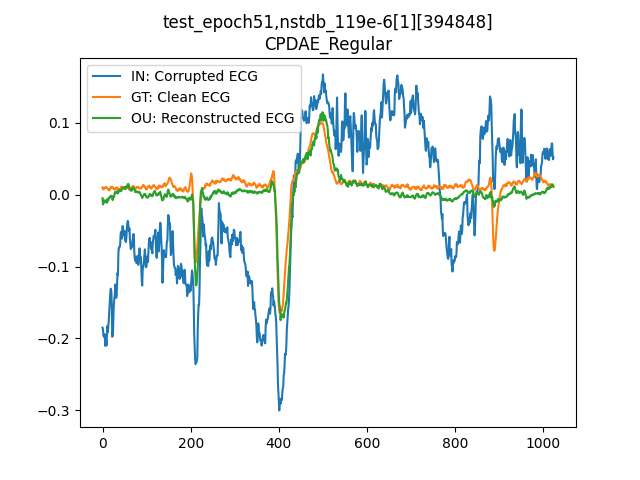 test_epoch51,nstdb_119e-6[1][394848]
CPDAE_Regular
IN: Corrupted ECG
GT: Clean ECG
OU: Reconstructed ECG
0.1
0.0
−0.1
−0.2
−0.3
0 200 400 600 800 1000